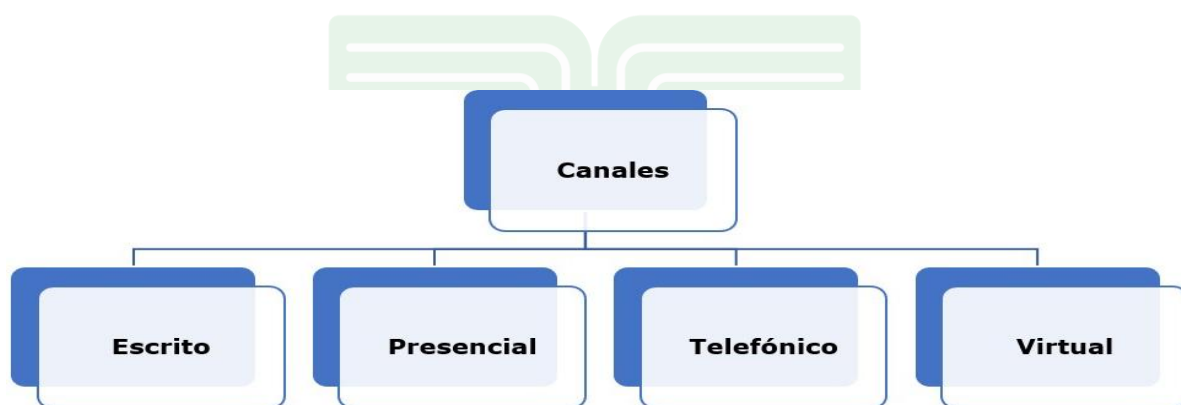 Canales
Escrito
Presencial
Telefónico
Virtual